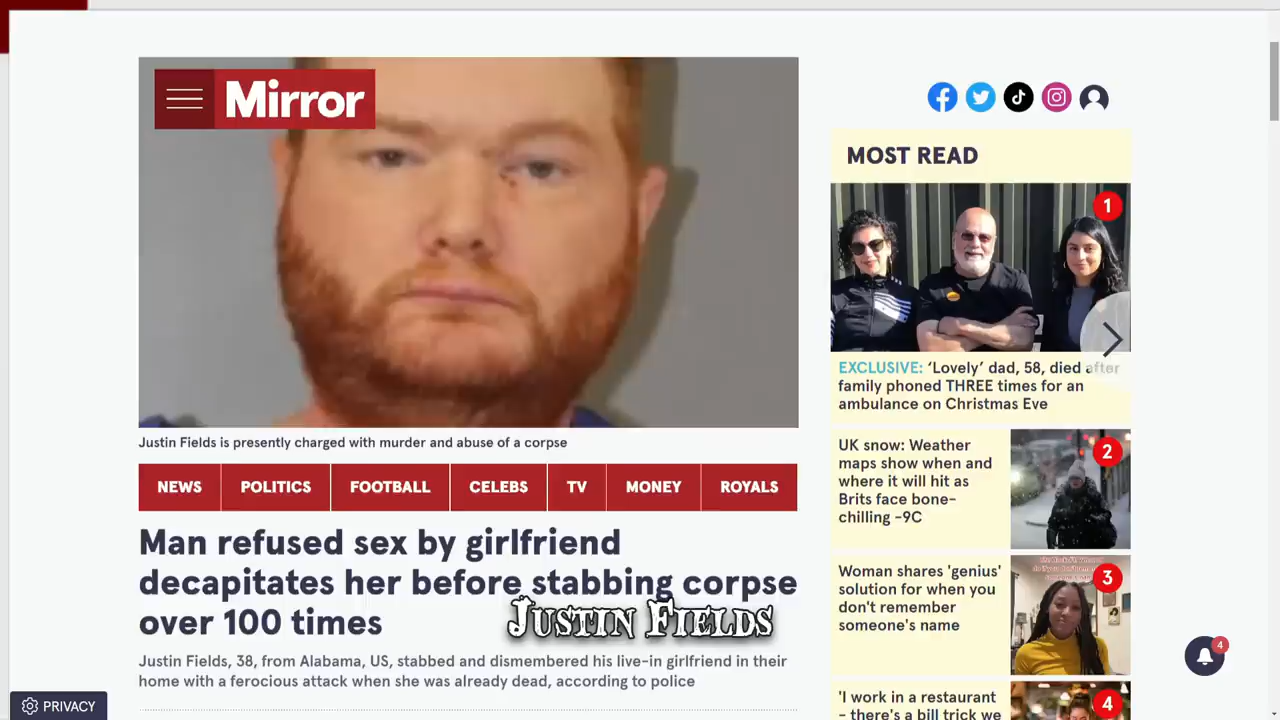 Mirror
Justin Fields is presently charged with murder and abuse of a corpse
NEWS
POLITICS
FOOTBALL
CELEBS
TV
MONEY
ROYALS
Man refused sex by girlfriend
decapitates her before stabbing corpse
over 100 times
JUSTIN FIELDS
Justin Fields, 38, from Alabama, US, stabbed and dismembered his live-in girlfriend in their
home with a ferocious attack when she was already dead, according to police
PRIVACY
MOST READ
1
EXCLUSIVE: ‘Lovely’ dad, 58, died after
family phoned THREE times for an
ambulance on Christmas Eve
UK snow: Weather
maps show when and
where it will hit as
Brits face bone-
chilling -9C
2
Woman shares 'genius'
solution for when you
don't remember
someone's name
3
'I work in a restaurant
- there's a bill trick we
4
4